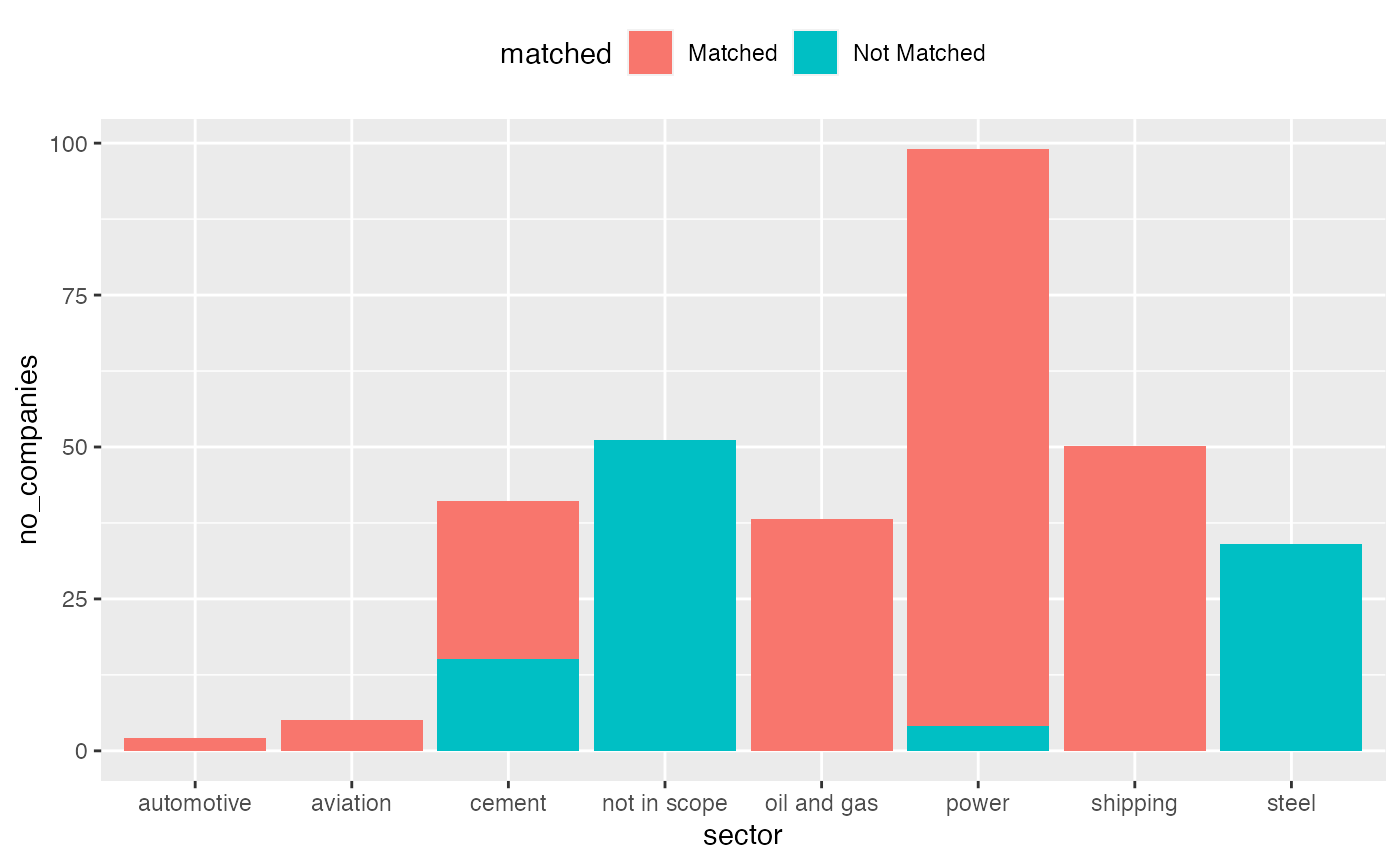 matched Matched Not Matched
100
75
50
25
0
no_companies
automotive aviation cement not in scope oil and gas power shipping steel
sector